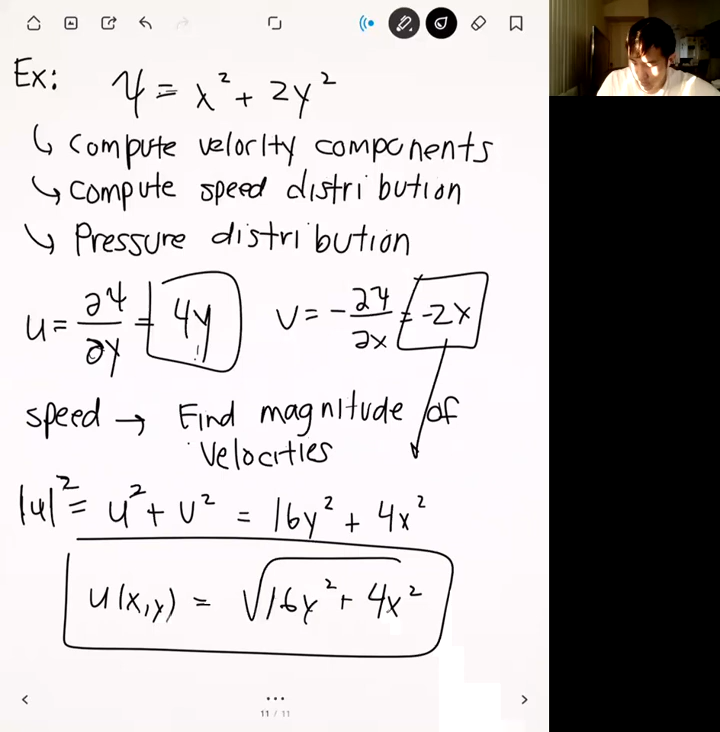 Ex: ψ = x² + 2y²
↳ Compute velocity components
↳ Compute speed distribution
↳ Pressure distribution
u = ∂ψ/∂y = 4y   v = -∂ψ/∂x = -2x
speed → Find magnitude of
velocities
|u|² = u² + v² = 16y² + 4x²
u(x,y) = √(16y² + 4x²)
11 / 11